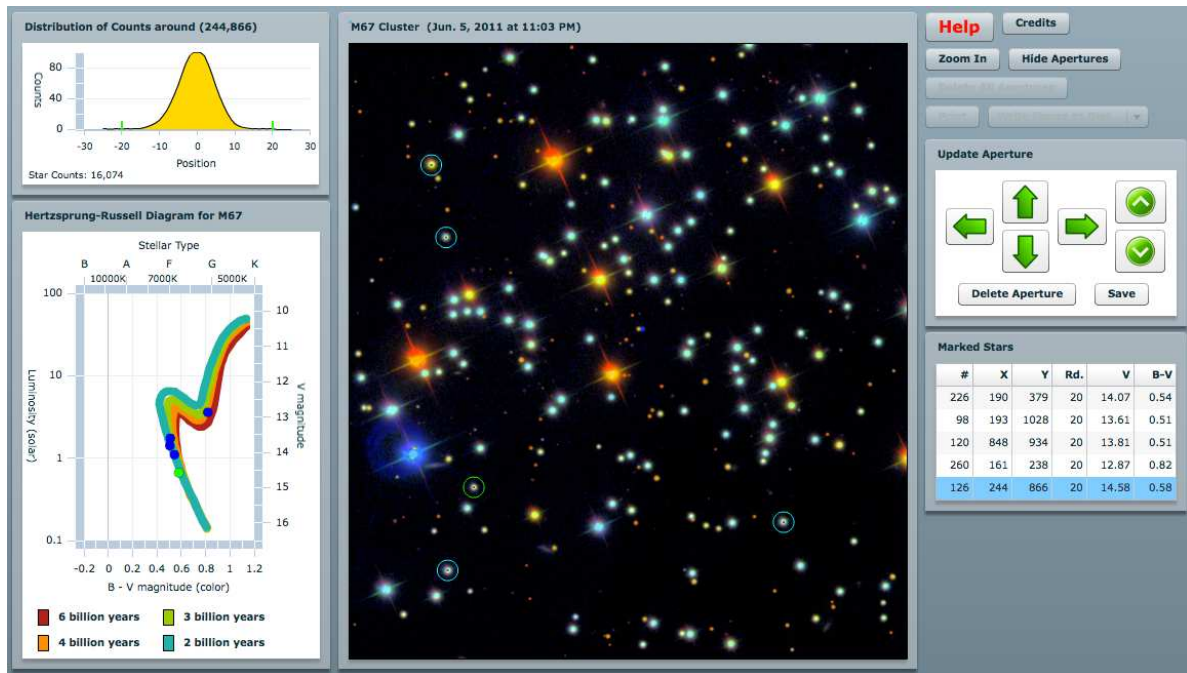 Distribution of Counts around (244,866)
80
40
0
Counts
-30 -20 -10 0 10 20 30
Position
Star Counts: 16,074
Hertzsprung-Russell Diagram for M67
Stellar Type
B A F G K
10000K 7000K 5000K
100
10
1
0.1
Luminosity (solar)
10
11
12
13
14
15
16
V magnitude
-0.2 0 0.2 0.4 0.6 0.8 1 1.2
B - V magnitude (color)
6 billion years 3 billion years
4 billion years 2 billion years
M67 Cluster (Jun. 5, 2011 at 11:03 PM)
Help Credits
Zoom In Hide Apertures
Delete All Apertures
Update Aperture
Delete Aperture Save
Marked Stars
# X Y Rd. V B-V
226 190 379 20 14.07 0.54
98 193 1028 20 13.61 0.51
120 848 934 20 13.81 0.51
260 161 238 20 12.87 0.82
126 244 866 20 14.58 0.58